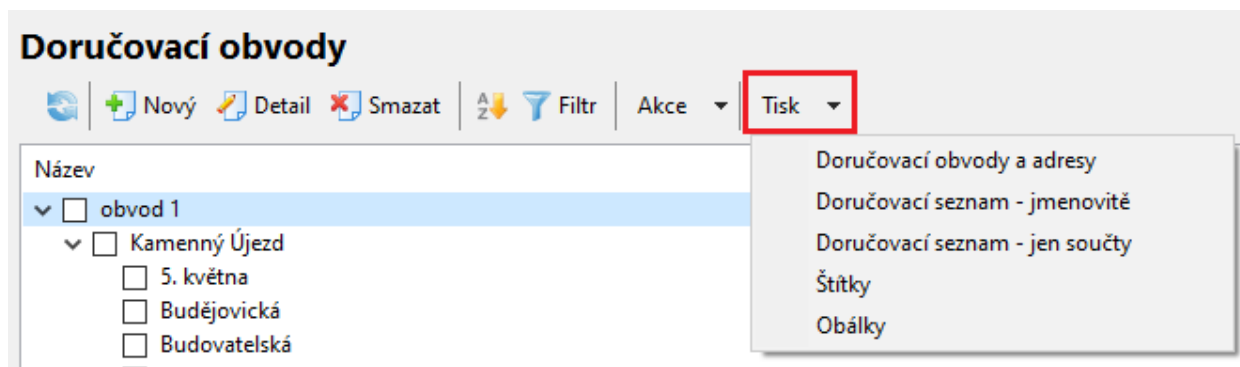 Doručovací obvody
Nový Detail Smazat Filtr Akce Tisk
Název
obvod 1
Kamenný Újezd
5. května
Budějovická
Budovatelská
Doručovací obvody a adresy
Doručovací seznam - jmenovitě
Doručovací seznam - jen součty
Štítky
Obálky